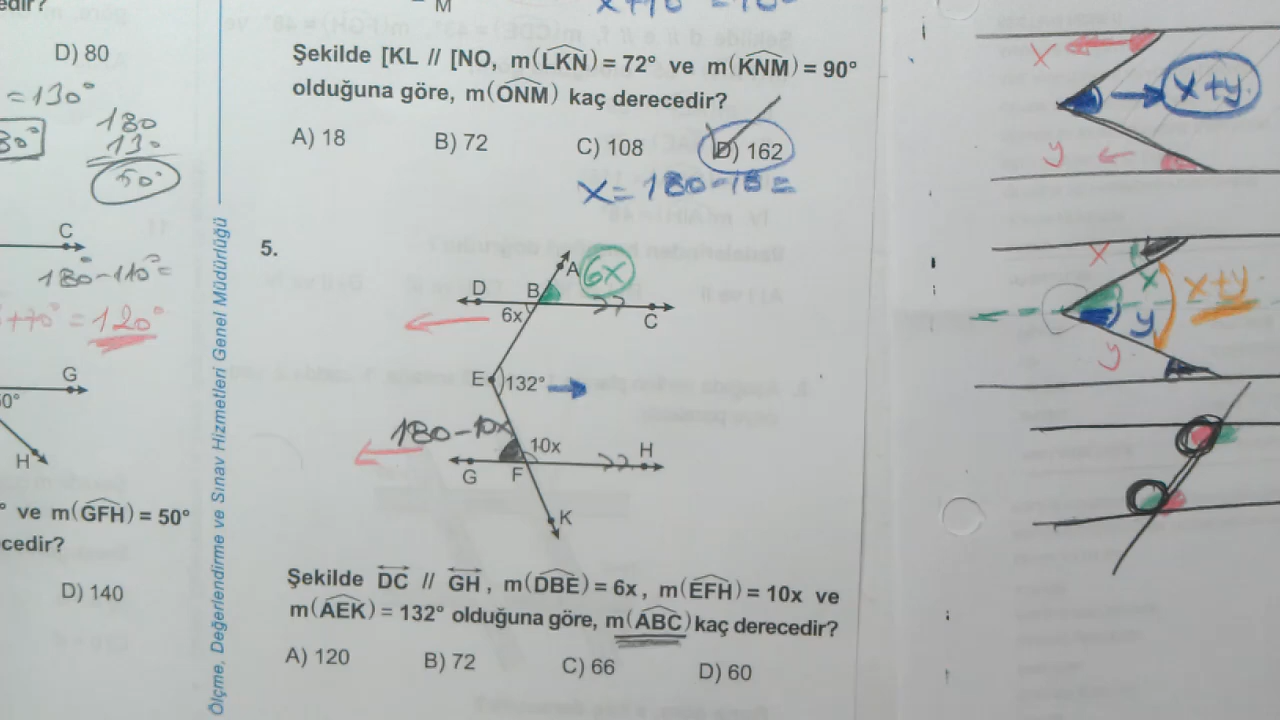 edir?
D) 80
= 130°
180
130
50°
C
180° - 110° =
+70° = 120°
G
H
° ve m(GFH) = 50°
cedir?
D) 140
Ölçme, Değerlendirme ve Sınav Hizmetleri Genel Müdürlüğü
M
Şekilde [KL // [NO, m(LKN) = 72° ve m(KNM) = 90°
olduğuna göre, m(ONM) kaç derecedir?
A) 18 B) 72 C) 108 D) 162
x = 180 - 18 =
5.
A 6x
D B
6x C
E 132°
180 - 10x
10x H
G F
K
Şekilde DC // GH, m(DBE) = 6x, m(EFH) = 10x ve
m(AEK) = 132° olduğuna göre, m(ABC) kaç derecedir?
A) 120 B) 72 C) 66 D) 60
x
x+y
y
x x
x+y
y
y